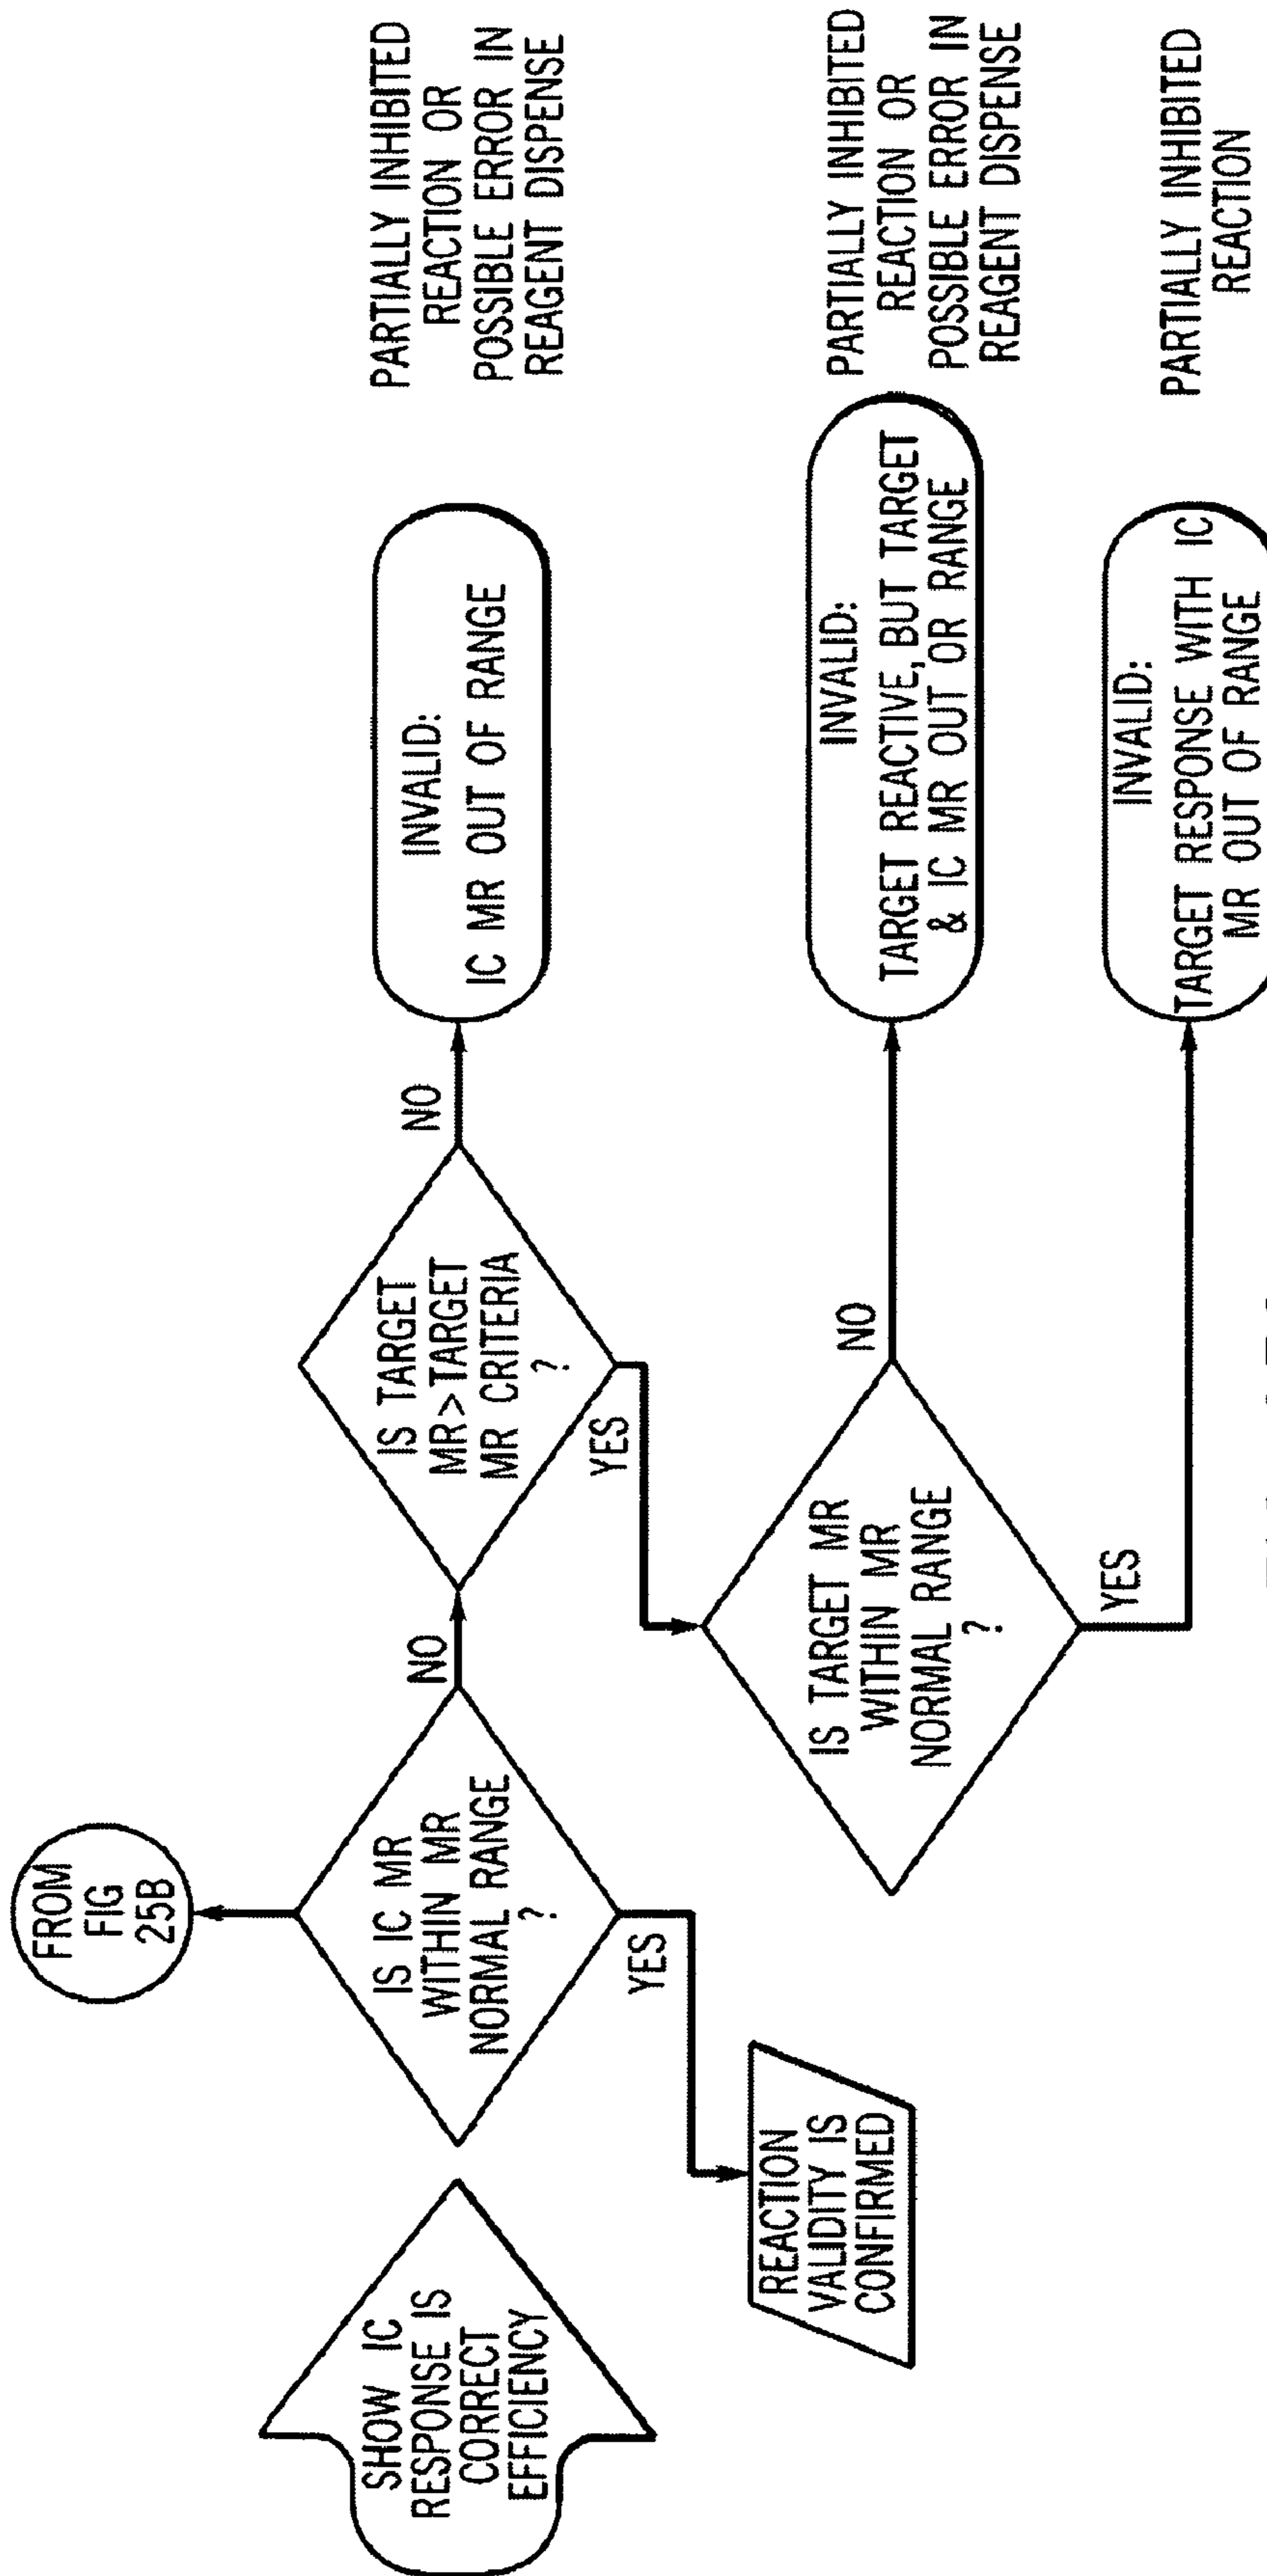 FROM
FIG
25B
SHOW IC
RESPONSE IS
CORRECT
EFFICIENCY
IS IC MR
WITHIN MR
NORMAL RANGE
?
NO
IS TARGET
MR>TARGET
MR CRITERIA
?
NO
INVALID:
IC MR OUT OF RANGE
PARTIALLY INHIBITED
REACTION OR
POSSIBLE ERROR IN
REAGENT DISPENSE
YES
REACTION
VALIDITY IS
CONFIRMED
YES
IS TARGET MR
WITHIN MR
NORMAL RANGE
?
NO
INVALID:
TARGET REACTIVE, BUT TARGET
& IC MR OUT OR RANGE
PARTIALLY INHIBITED
REACTION OR
POSSIBLE ERROR IN
REAGENT DISPENSE
YES
INVALID:
TARGET RESPONSE WITH IC
MR OUT OF RANGE
PARTIALLY INHIBITED
REACTION